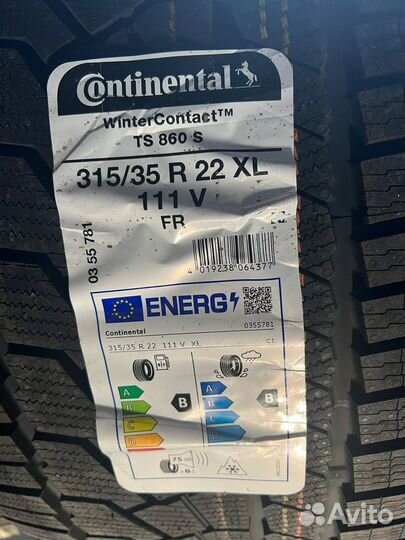 Continental
WinterContact™
TS 860 S
315/35 R 22 XL
111 V
FR
03 55 781
4 019238 064377
ENERG
Continental
0355781
315/35 R 22 111 V XL
C1
A
B
C
D
B
A
B
C
D
B
75 dB
A B C
Avito